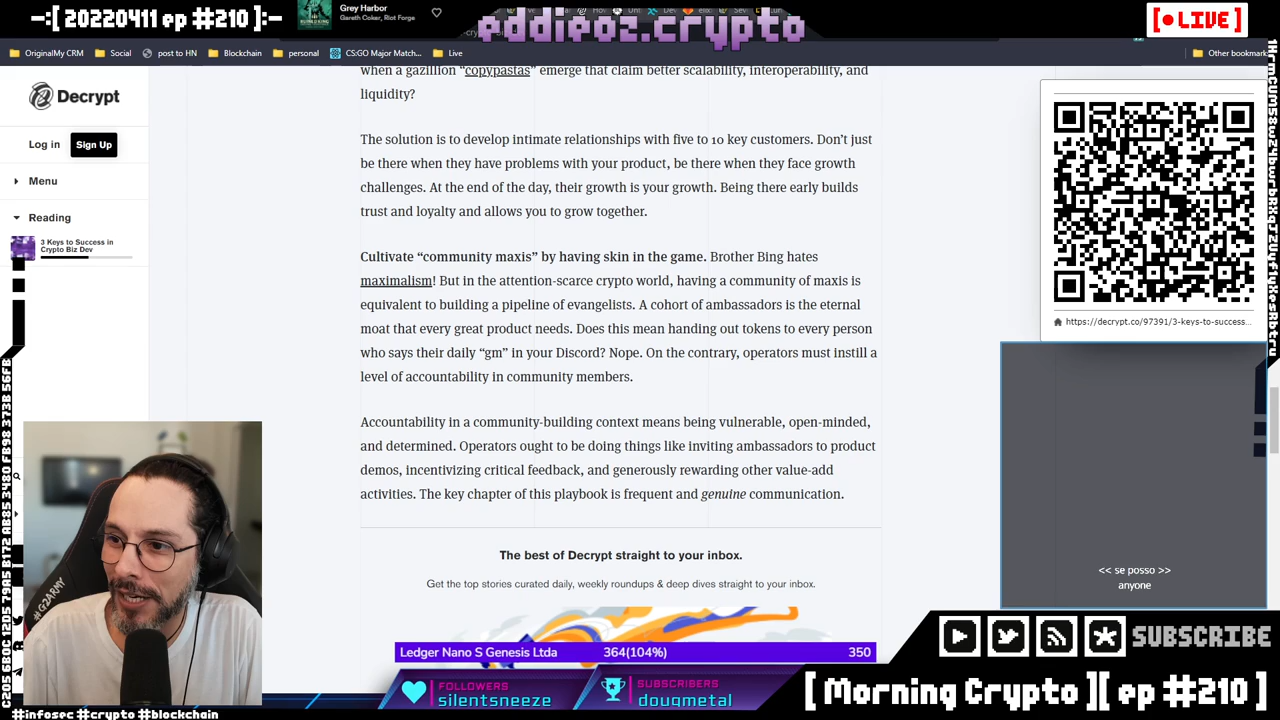 -:[ 20220411 ep #210 ]:-
Grey Harbor
Gareth Coker, Riot Forge
eddieoz.crypto
[ ● LIVE ]
OriginalMy CRM
Social
post to HN
Blockchain
personal
CS:GO Major Match...
Live
Other bookmark
Decrypt
Log in
Sign Up
Menu
Reading
3 Keys to Success in
Crypto Biz Dev
when a gazillion “copypastas” emerge that claim better scalability, interoperability, and
liquidity?
The solution is to develop intimate relationships with five to 10 key customers. Don’t just
be there when they have problems with your product, be there when they face growth
challenges. At the end of the day, their growth is your growth. Being there early builds
trust and loyalty and allows you to grow together.
Cultivate “community maxis” by having skin in the game. Brother Bing hates
maximalism! But in the attention-scarce crypto world, having a community of maxis is
equivalent to building a pipeline of evangelists. A cohort of ambassadors is the eternal
moat that every great product needs. Does this mean handing out tokens to every person
who says their daily “gm” in your Discord? Nope. On the contrary, operators must instill a
level of accountability in community members.
Accountability in a community-building context means being vulnerable, open-minded,
and determined. Operators ought to be doing things like inviting ambassadors to product
demos, incentivizing critical feedback, and generously rewarding other value-add
activities. The key chapter of this playbook is frequent and genuine communication.
The best of Decrypt straight to your inbox.
Get the top stories curated daily, weekly roundups & deep dives straight to your inbox.
https://decrypt.co/97391/3-keys-to-success...
<< se posso >>
anyone
Ledger Nano S Genesis Ltda
364(104%)
350
FOLLOWERS
silentsneeze
SUBSCRIBERS
dougmetal
SUBSCRIBE
[ Morning Crypto ][ ep #210 ]
#infosec #crypto #blockchain
#G2ARMY